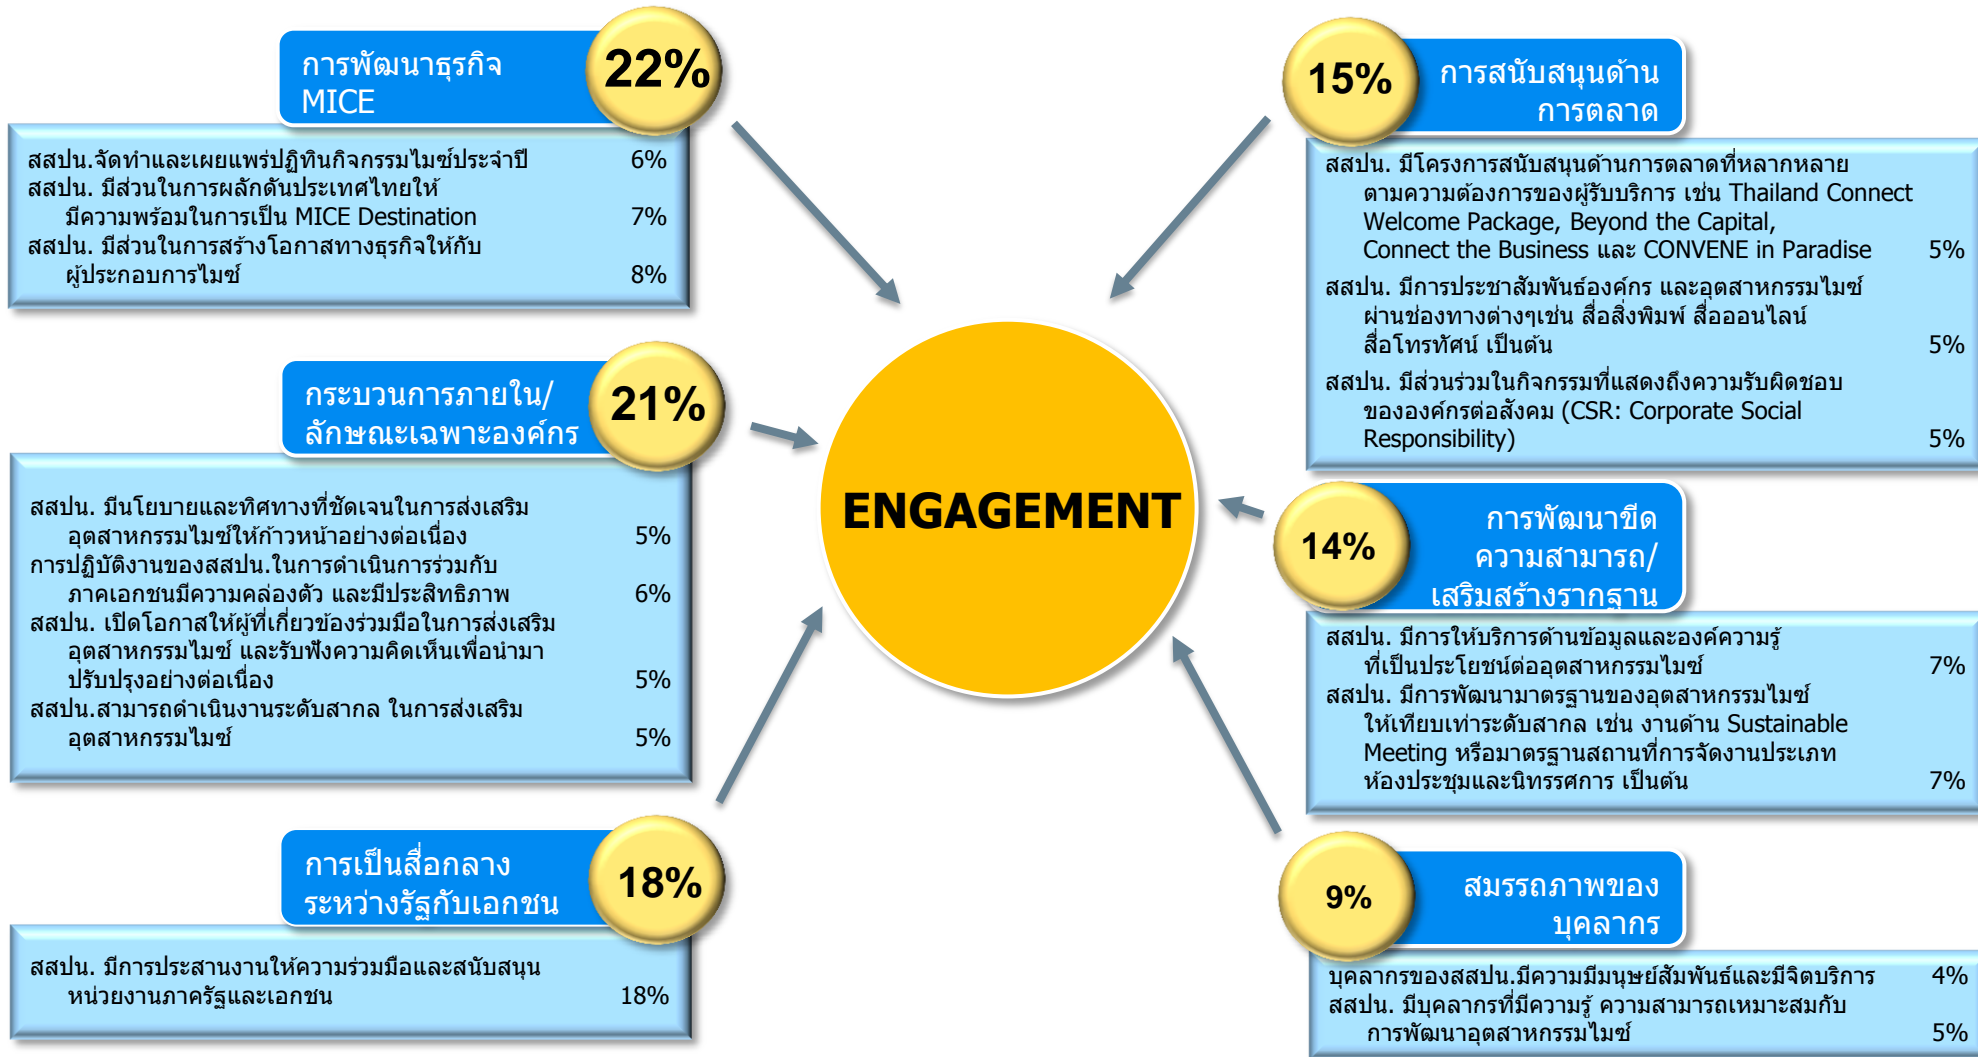 การพัฒนาธุรกิจ
MICE
22%
สสปน.จัดทำและเผยแพร่ปฏิทินกิจกรรมไมซ์ประจำปี 6%
สสปน. มีส่วนในการผลักดันประเทศไทยให้
มีความพร้อมในการเป็น MICE Destination 7%
สสปน. มีส่วนในการสร้างโอกาสทางธุรกิจให้กับ
ผู้ประกอบการไมซ์ 8%
กระบวนการภายใน/
ลักษณะเฉพาะองค์กร
21%
สสปน. มีนโยบายและทิศทางที่ชัดเจนในการส่งเสริม
อุตสาหกรรมไมซ์ให้ก้าวหน้าอย่างต่อเนื่อง 5%
การปฏิบัติงานของสสปน.ในการดำเนินการร่วมกับ
ภาคเอกชนมีความคล่องตัว และมีประสิทธิภาพ 6%
สสปน. เปิดโอกาสให้ผู้ที่เกี่ยวข้องร่วมมือในการส่งเสริม
อุตสาหกรรมไมซ์ และรับฟังความคิดเห็นเพื่อนำมา
ปรับปรุงอย่างต่อเนื่อง 5%
สสปน.สามารถดำเนินงานระดับสากล ในการส่งเสริม
อุตสาหกรรมไมซ์ 5%
การเป็นสื่อกลาง
ระหว่างรัฐกับเอกชน
18%
สสปน. มีการประสานงานให้ความร่วมมือและสนับสนุน
หน่วยงานภาครัฐและเอกชน 18%
ENGAGEMENT
15%
การสนับสนุนด้าน
การตลาด
สสปน. มีโครงการสนับสนุนด้านการตลาดที่หลากหลาย
ตามความต้องการของผู้รับบริการ เช่น Thailand Connect
Welcome Package, Beyond the Capital,
Connect the Business และ CONVENE in Paradise 5%
สสปน. มีการประชาสัมพันธ์องค์กร และอุตสาหกรรมไมซ์
ผ่านช่องทางต่างๆเช่น สื่อสิ่งพิมพ์ สื่อออนไลน์
สื่อโทรทัศน์ เป็นต้น 5%
สสปน. มีส่วนร่วมในกิจกรรมที่แสดงถึงความรับผิดชอบ
ขององค์กรต่อสังคม (CSR: Corporate Social
Responsibility) 5%
14%
การพัฒนาขีด
ความสามารถ/
เสริมสร้างรากฐาน
สสปน. มีการให้บริการด้านข้อมูลและองค์ความรู้
ที่เป็นประโยชน์ต่ออุตสาหกรรมไมซ์ 7%
สสปน. มีการพัฒนามาตรฐานของอุตสาหกรรมไมซ์
ให้เทียบเท่าระดับสากล เช่น งานด้าน Sustainable
Meeting หรือมาตรฐานสถานที่การจัดงานประเภท
ห้องประชุมและนิทรรศการ เป็นต้น 7%
9%
สมรรถภาพของ
บุคลากร
บุคลากรของสสปน.มีความมีมนุษย์สัมพันธ์และมีจิตบริการ 4%
สสปน. มีบุคลากรที่มีความรู้ ความสามารถเหมาะสมกับ
การพัฒนาอุตสาหกรรมไมซ์ 5%